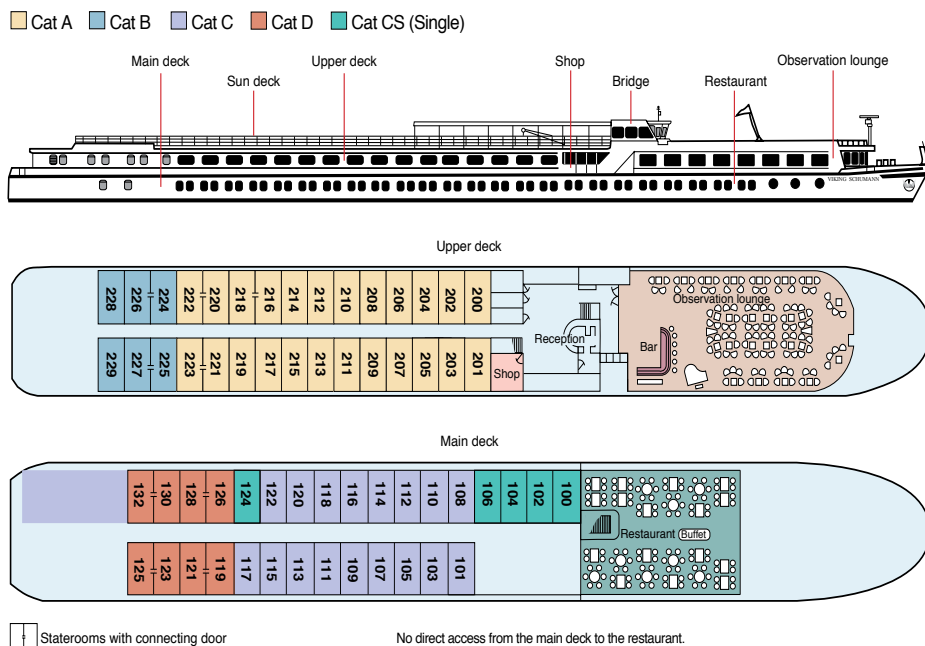 Cat A Cat B Cat C Cat D Cat CS (Single)
Main deck Upper deck Shop Observation lounge
Sun deck Bridge Restaurant
VIKING SCHUMANN
Upper deck
228 226 224 222 220 218 216 214 212 210 208 206 204 202 200
Observation lounge
Reception
Bar
229 227 225 223 221 219 217 215 213 211 209 207 205 203 201
Shop
Main deck
132 130 128 126 124 122 120 118 116 114 112 110 108 106 104 102 100
Restaurant Buffet
125 123 121 119 117 115 113 111 109 107 105 103 101
Staterooms with connecting door No direct access from the main deck to the restaurant.